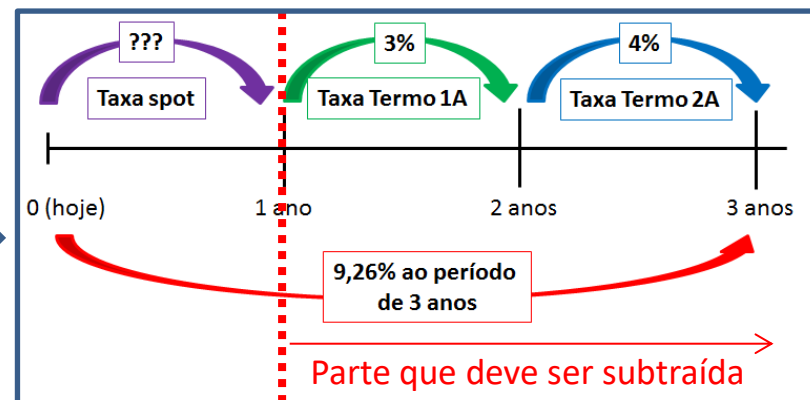 ???
3%
4%
Taxa spot
Taxa Termo 1A
Taxa Termo 2A
0 (hoje)
1 ano
2 anos
3 anos
9,26% ao período
de 3 anos
Parte que deve ser subtraída